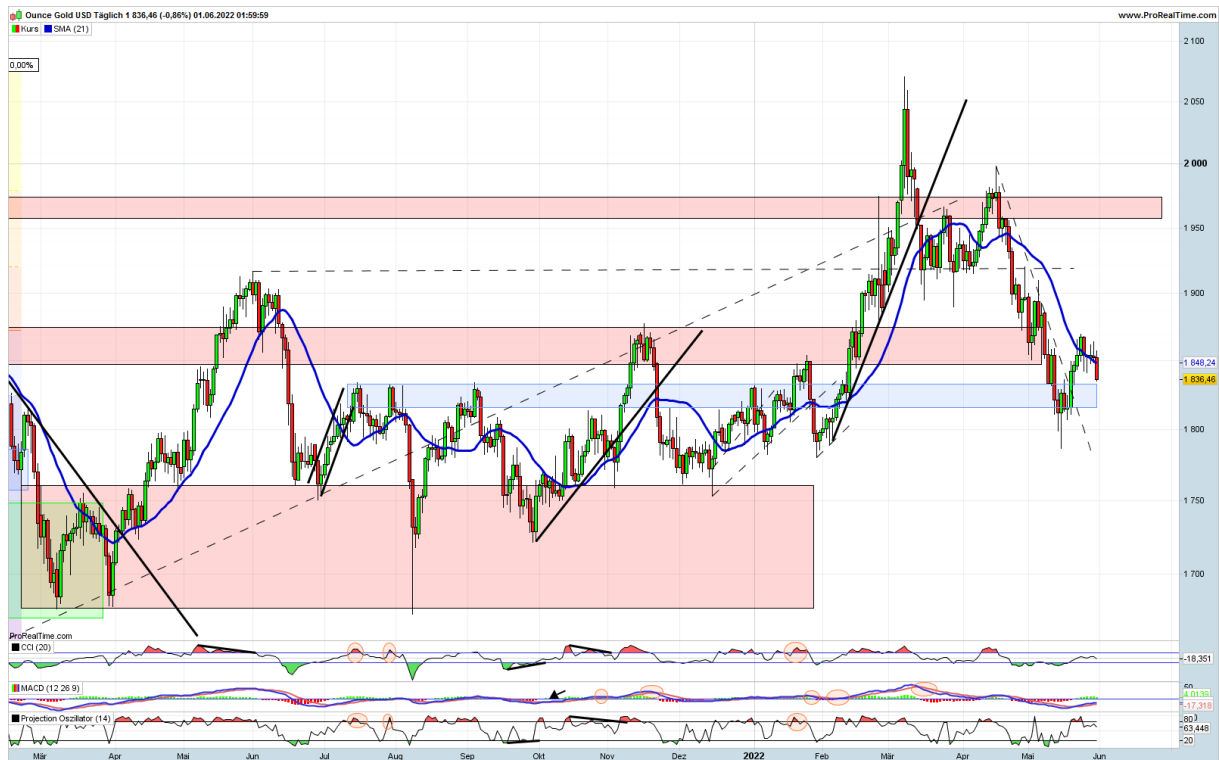 Ounce Gold USD Täglich 1 836,46 (-0,86%) 01.06.2022 01:59:59
www.ProRealTime.com
Kurs SMA (21)
0,00%
2 100
2 050
2 000
1 950
1 900
1 848,24
1 836,46
1 800
1 750
1 700
ProRealTime.com
CCI (20)
-18,351
MACD (12 26 9)
-17,318
Projection Oszillator (14)
80
63,448
20
Mär Apr Mai Jun Jul Aug Sep Okt Nov Dez 2022 Feb Mär Apr Mai Jun